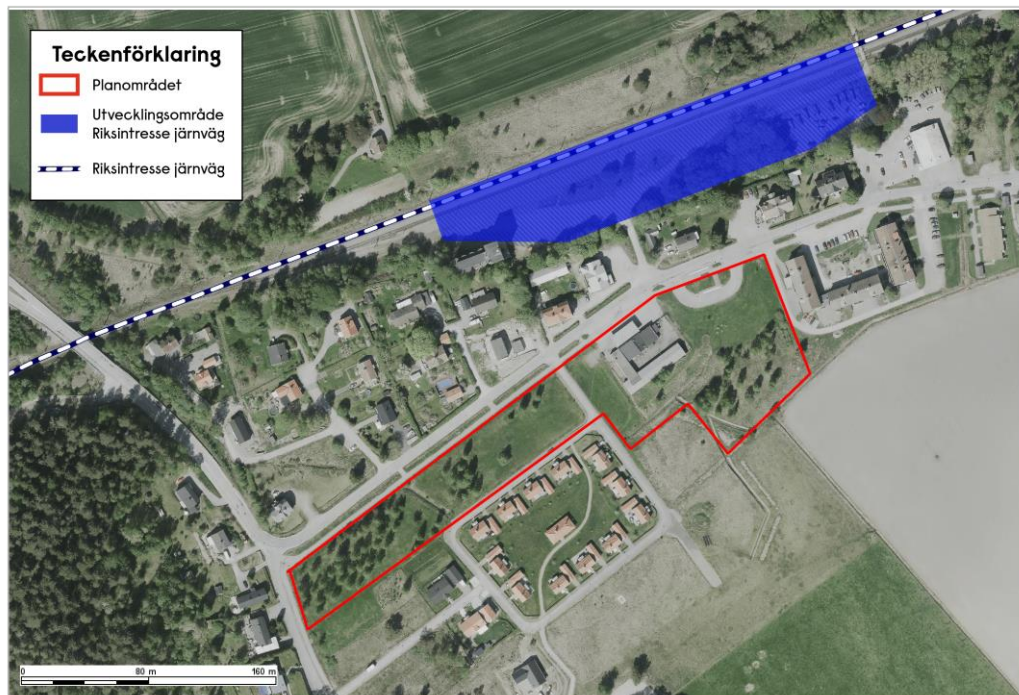 Teckenförklaring
Planområdet
Utvecklingsområde
Riksintresse järnväg
Riksintresse järnväg
0 80 m 160 m